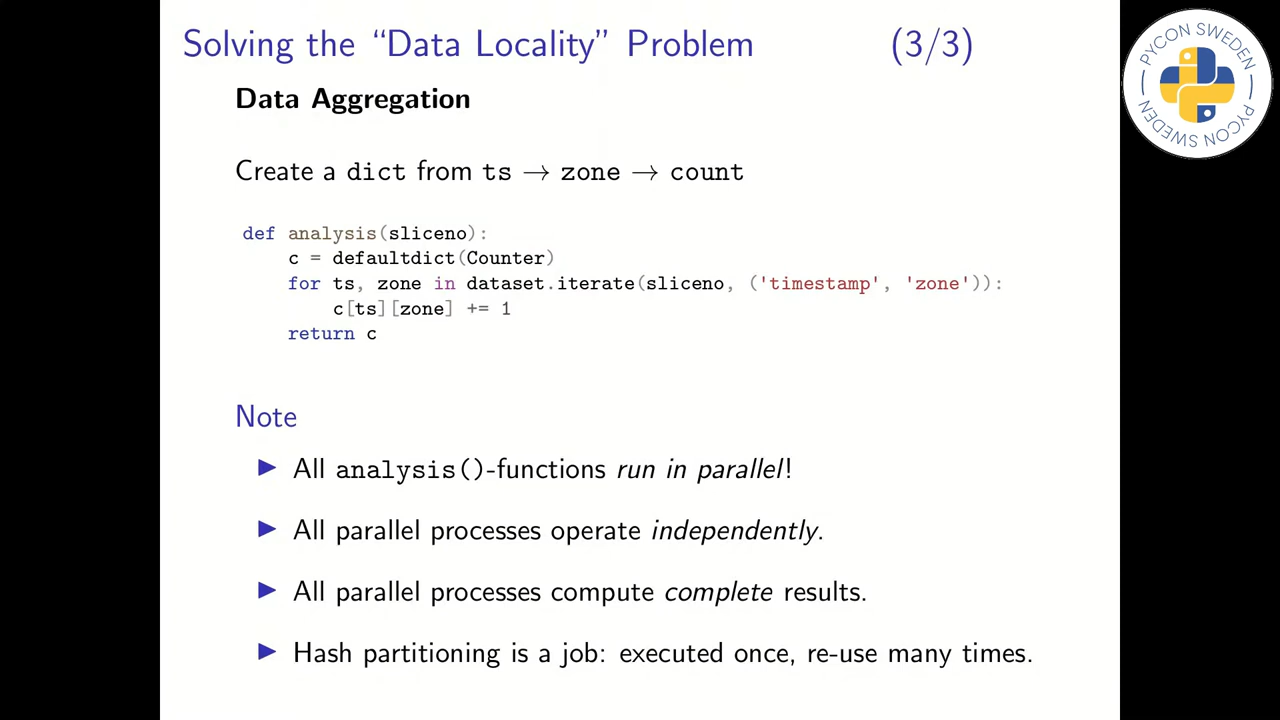 Solving the “Data Locality” Problem (3/3)
PYCON SWEDEN
PYCON SWEDEN
Data Aggregation
Create a dict from ts → zone → count
def analysis(sliceno):
    c = defaultdict(Counter)
    for ts, zone in dataset.iterate(sliceno, ('timestamp', 'zone')):
        c[ts][zone] += 1
    return c
Note
▶ All analysis()-functions run in parallel!
▶ All parallel processes operate independently.
▶ All parallel processes compute complete results.
▶ Hash partitioning is a job: executed once, re-use many times.